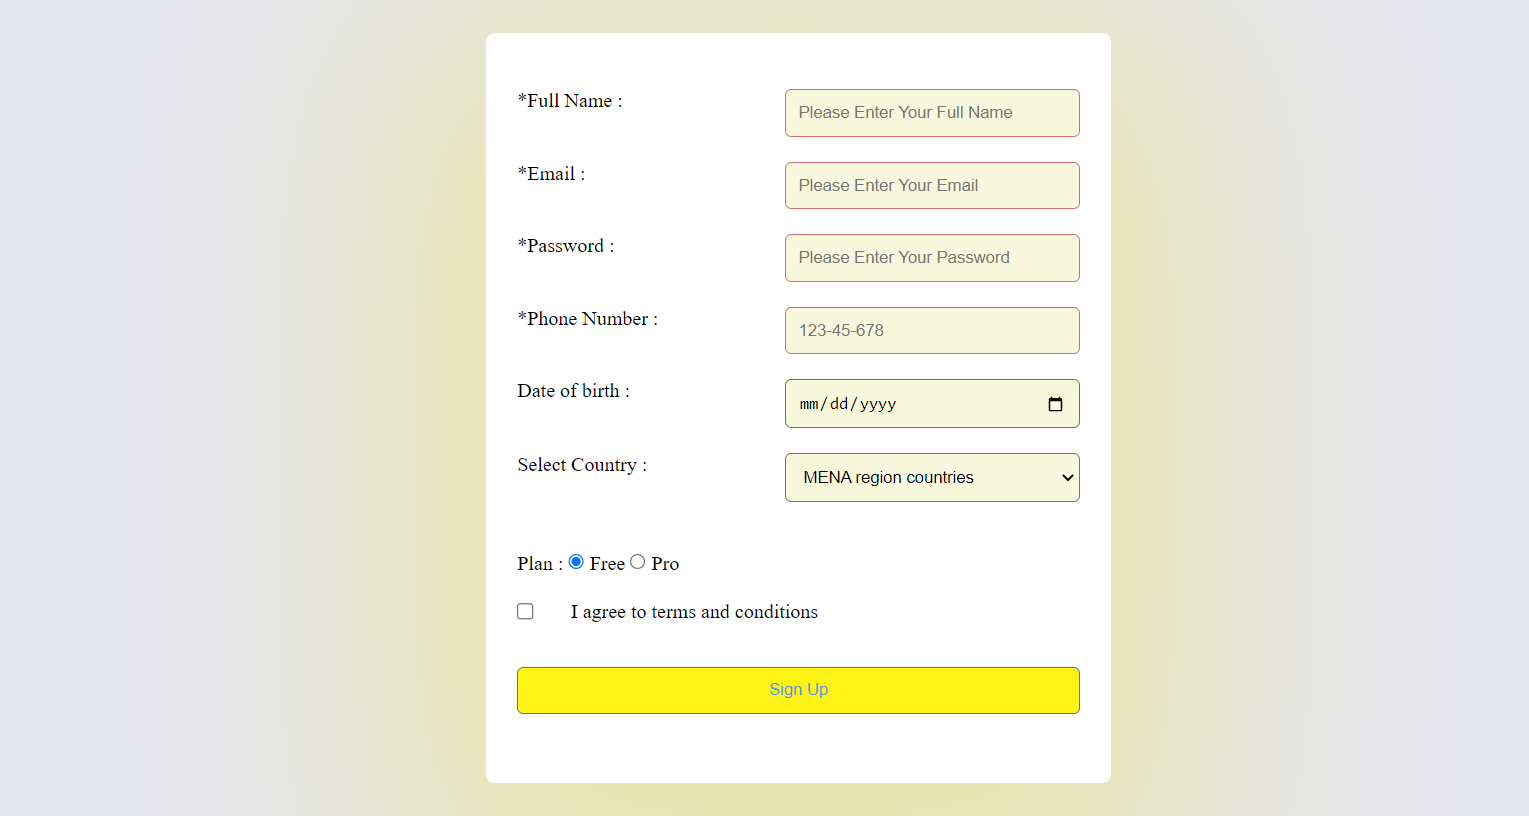 *Full Name :
Please Enter Your Full Name
*Email :
Please Enter Your Email
*Password :
Please Enter Your Password
*Phone Number :
123-45-678
Date of birth :
mm/dd/yyyy
Select Country :
MENA region countries
Plan : Free Pro
I agree to terms and conditions
Sign Up